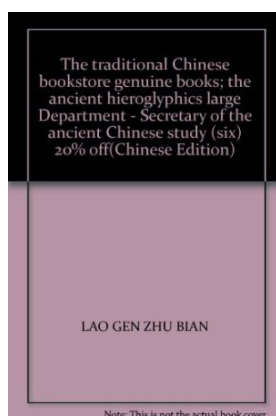 The traditional Chinese
bookstore genuine books; the
ancient hieroglyphics large
Department - Secretary of the
ancient Chinese study (six)
20% off(Chinese Edition)
LAO GEN ZHU BIAN
Note: This is not the actual book cover